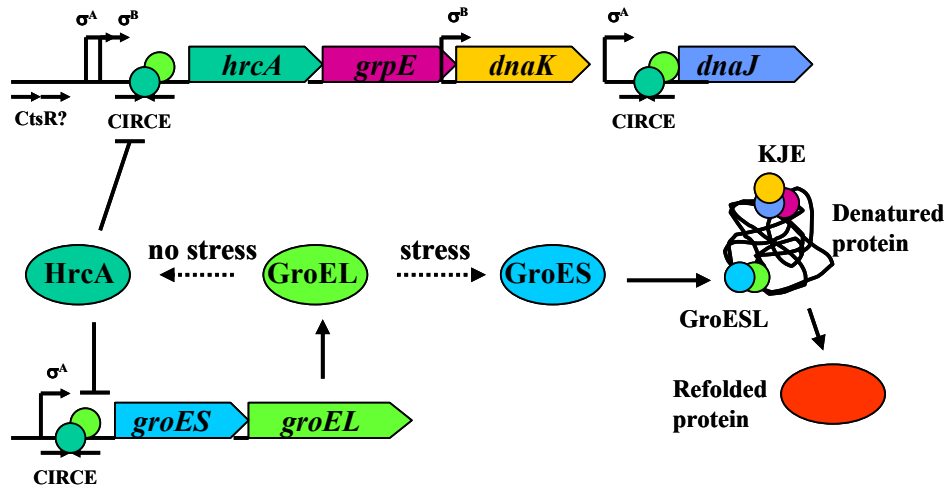 σA σB σB σA
hrcA grpE dnaK dnaJ
CtsR? CIRCE CIRCE
KJE
Denatured
protein
no stress stress
HrcA GroEL GroES
GroESL
σA
Refolded
protein
groES groEL
CIRCE